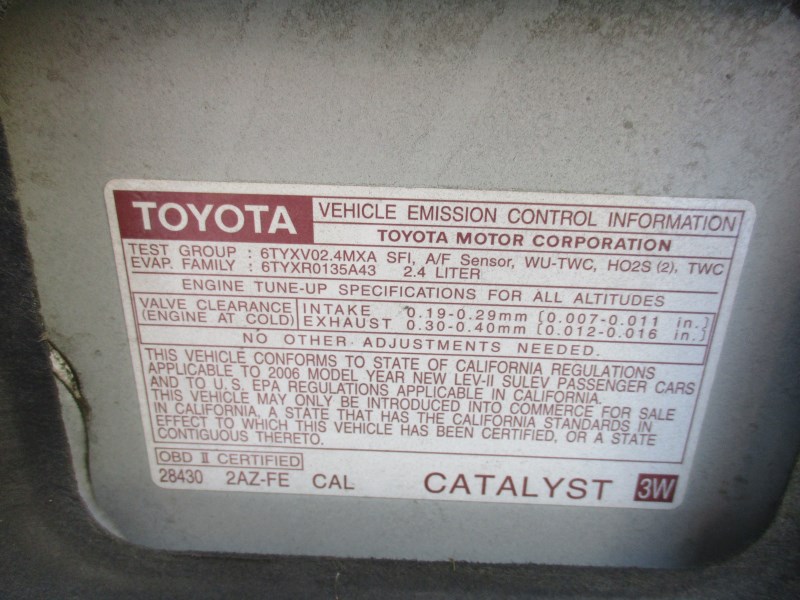 TOYOTA VEHICLE EMISSION CONTROL INFORMATION
TOYOTA MOTOR CORPORATION
TEST GROUP : 6TYXV02.4MXA SFI, A/F Sensor, WU-TWC, HO2S (2), TWC
EVAP. FAMILY : 6TYXR0135A43 2.4 LITER
ENGINE TUNE-UP SPECIFICATIONS FOR ALL ALTITUDES
VALVE CLEARANCE INTAKE 0.19-0.29mm [0.007-0.011 in.]
(ENGINE AT COLD) EXHAUST 0.30-0.40mm [0.012-0.016 in.]
NO OTHER ADJUSTMENTS NEEDED.
THIS VEHICLE CONFORMS TO STATE OF CALIFORNIA REGULATIONS
APPLICABLE TO 2006 MODEL YEAR NEW LEV-II SULEV PASSENGER CARS
AND TO U.S. EPA REGULATIONS APPLICABLE IN CALIFORNIA.
THIS VEHICLE MAY ONLY BE INTRODUCED INTO COMMERCE FOR SALE
IN CALIFORNIA, A STATE THAT HAS THE CALIFORNIA STANDARDS IN
EFFECT TO WHICH THIS VEHICLE HAS BEEN CERTIFIED, OR A STATE
CONTIGUOUS THERETO.
OBD II CERTIFIED
28430 2AZ-FE CAL CATALYST 3W